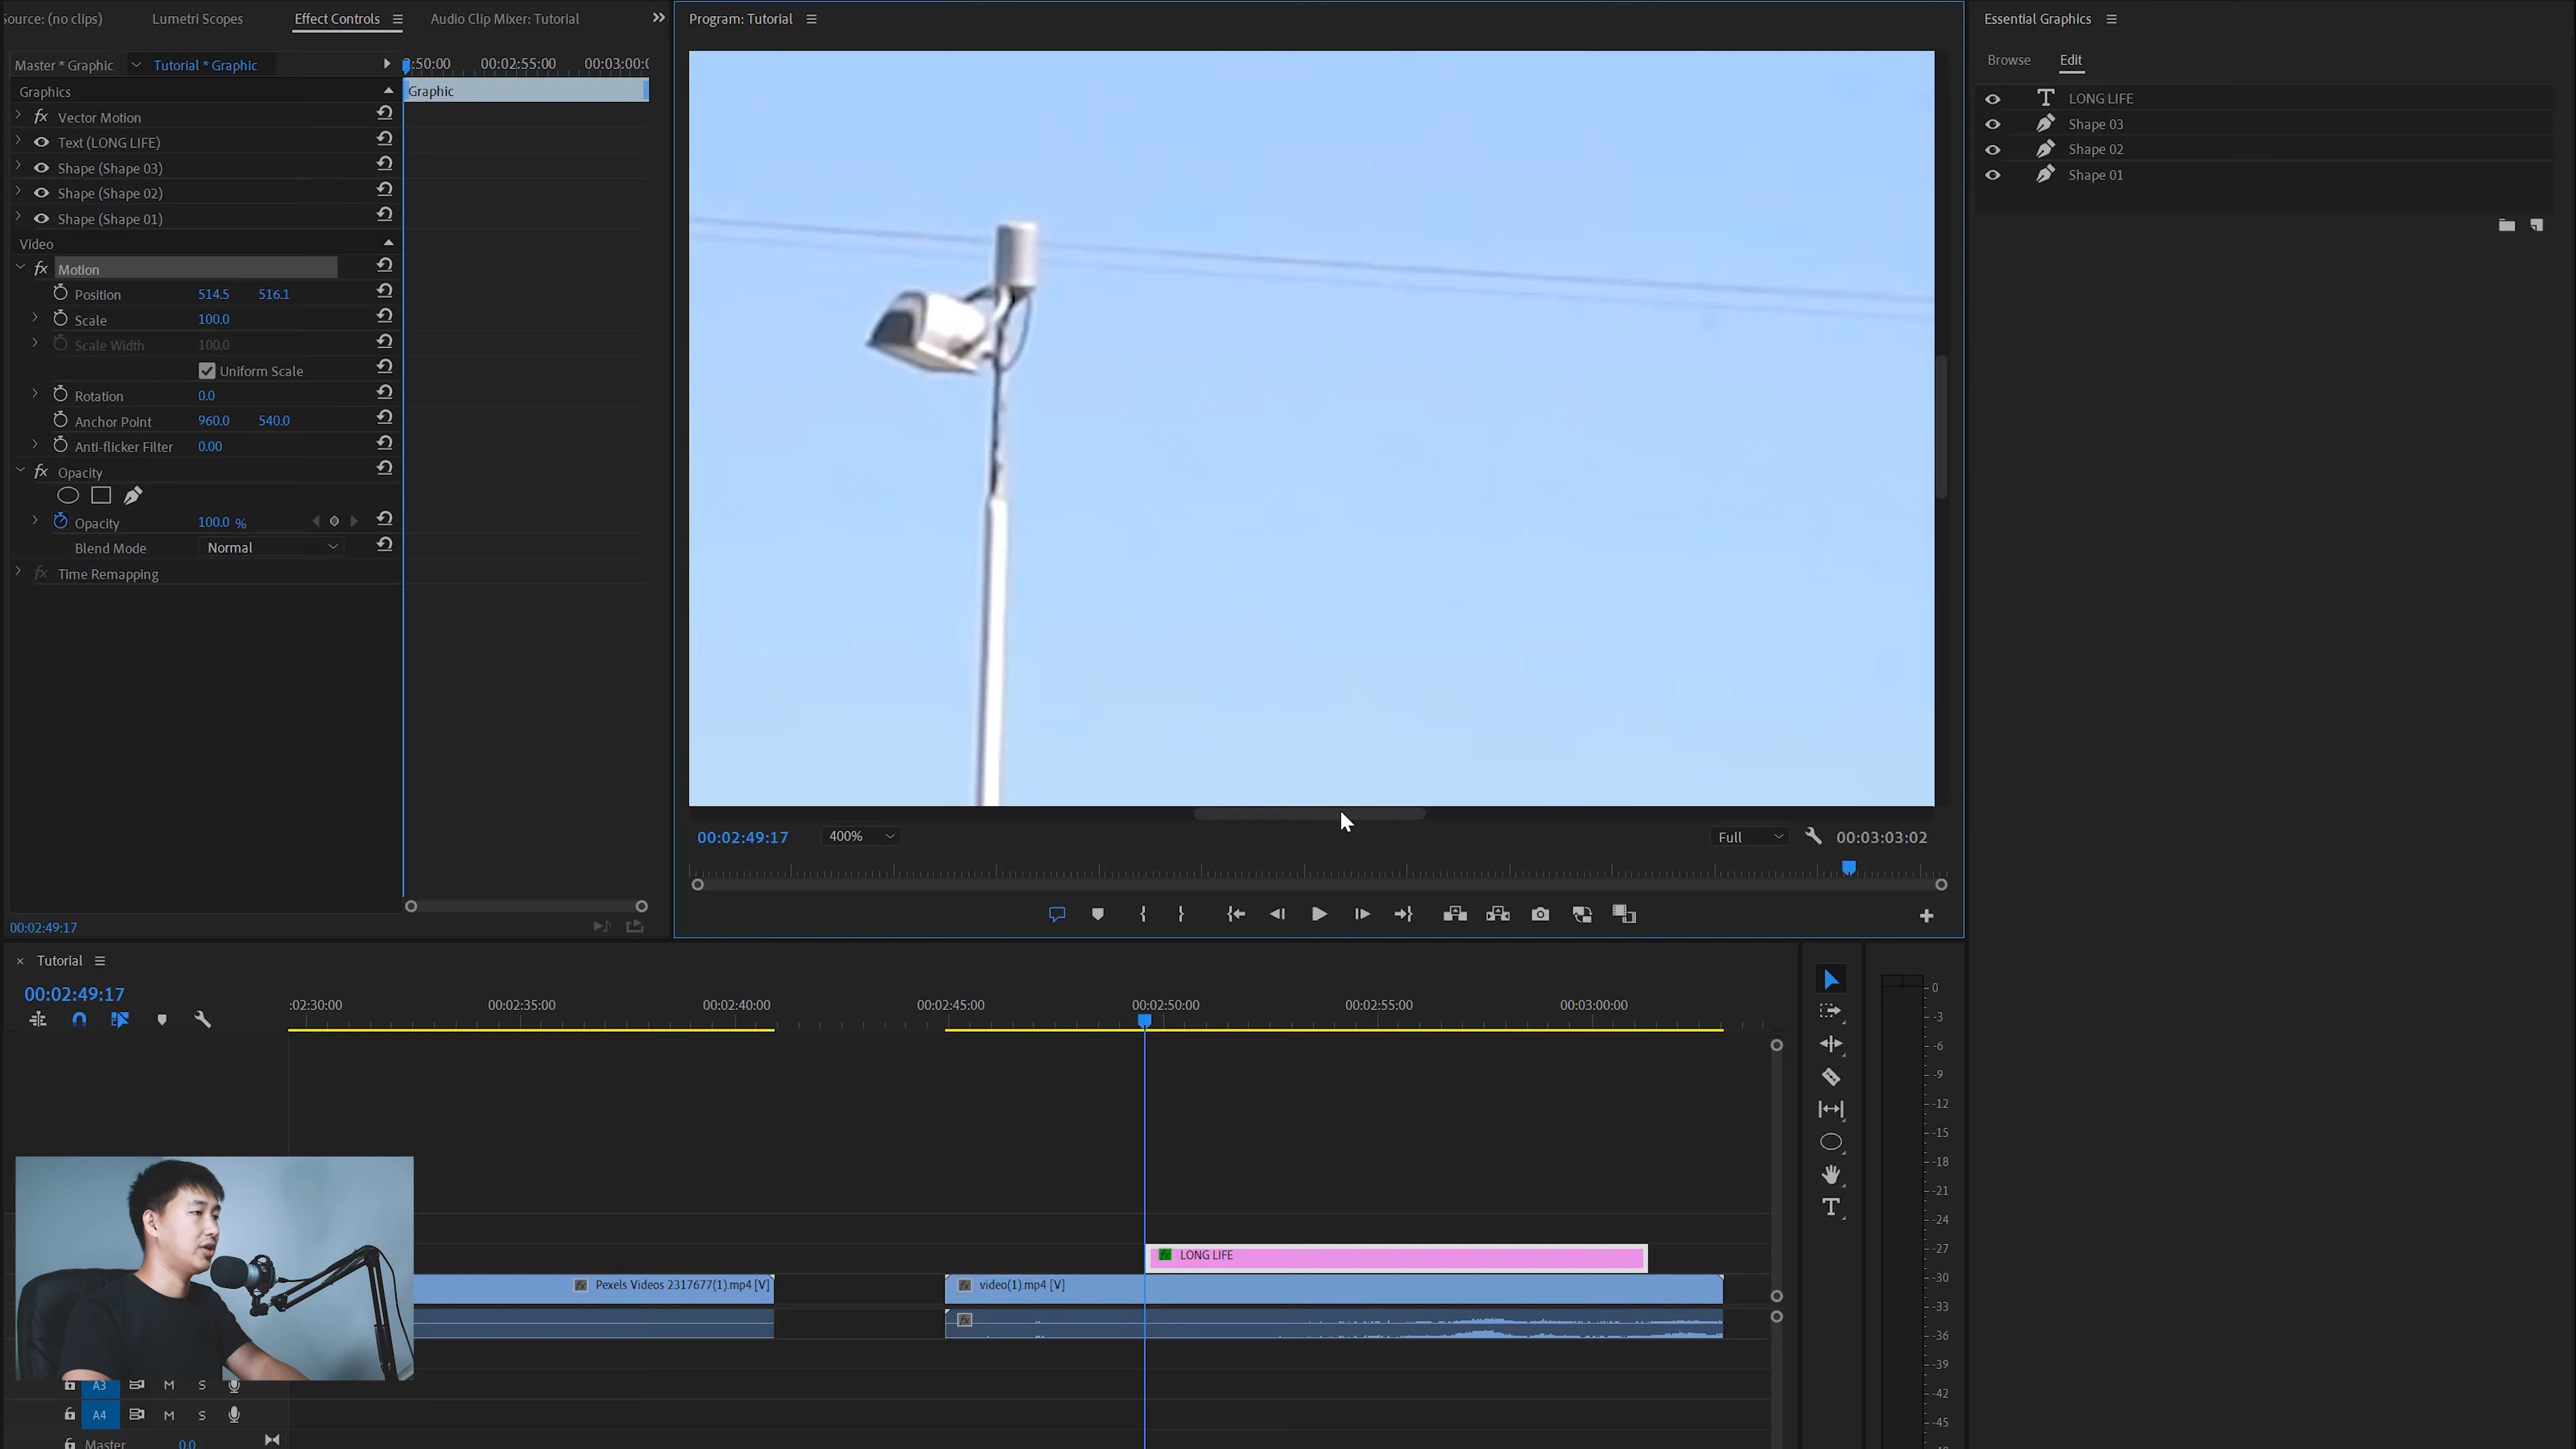 Source: (no clips) Lumetri Scopes Effect Controls Audio Clip Mixer: Tutorial
Program: Tutorial
Essential Graphics
Browse Edit
LONG LIFE
Shape 03
Shape 02
Shape 01
Master * Graphic Tutorial * Graphic
:50:00 00:02:55:00 00:03:00:0
Graphics
Graphic
fx Vector Motion
Text (LONG LIFE)
Shape (Shape 03)
Shape (Shape 02)
Shape (Shape 01)
Video
fx Motion
Position 514.5 516.1
Scale 100.0
Scale Width 100.0
Uniform Scale
Rotation 0.0
Anchor Point 960.0 540.0
Anti-flicker Filter 0.00
fx Opacity
Opacity 100.0 %
Blend Mode Normal
fx Time Remapping
00:02:49:17
00:02:49:17 400% Full 00:03:03:02
Tutorial
00:02:49:17
:02:30:00 00:02:35:00 00:02:40:00 00:02:45:00 00:02:50:00 00:02:55:00 00:03:00:00
fx LONG LIFE
fx Pexels Videos 2317677(1).mp4 [V]
fx video(1).mp4 [V]
fx
A3 M S
A4 M S
Master 0.0
0
-3
-6
-9
-12
-15
-18
-21
-24
-27
-30
-33
-36
-39
-42
-45